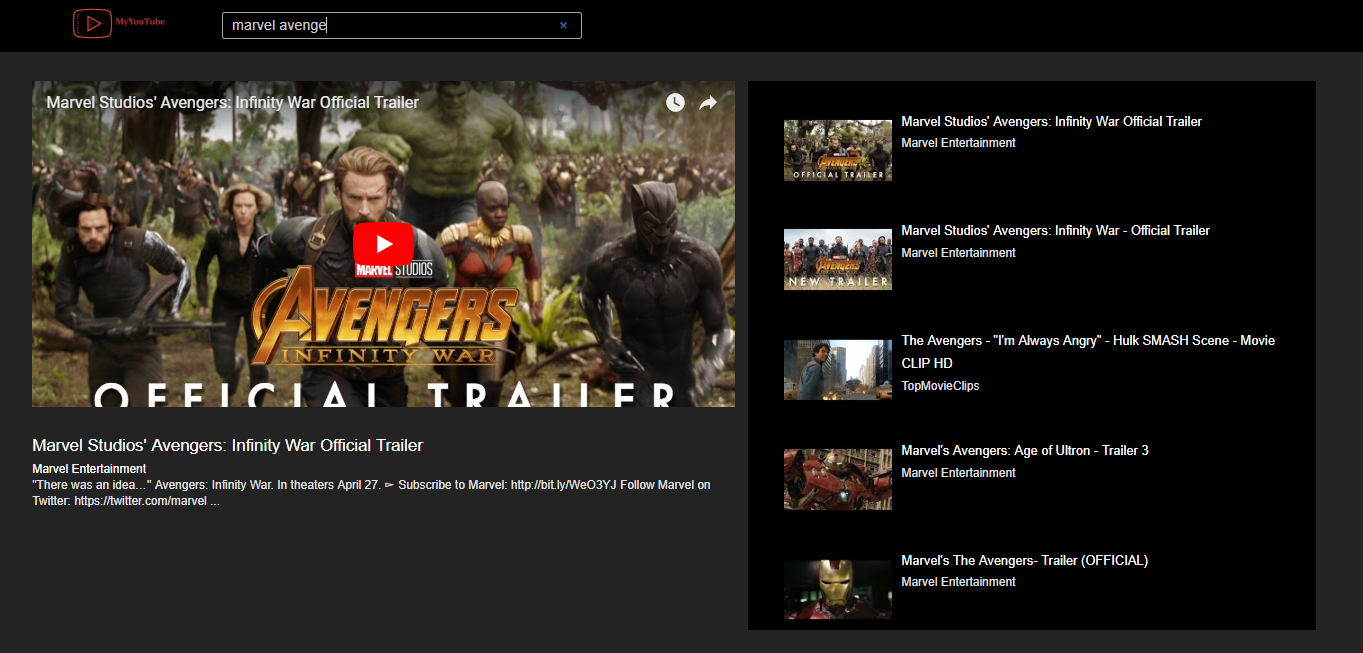 MyYouTube
marvel avenge
×
Marvel Studios' Avengers: Infinity War Official Trailer
MARVEL STUDIOS
AVENGERS
INFINITY WAR
OFFICIAL TRAILER
Marvel Studios' Avengers: Infinity War Official Trailer
Marvel Entertainment
"There was an idea..." Avengers: Infinity War. In theaters April 27. ► Subscribe to Marvel: http://bit.ly/WeO3YJ Follow Marvel on
Twitter: https://twitter.com/marvel ...
AVENGERS
OFFICIAL TRAILER
Marvel Studios' Avengers: Infinity War Official Trailer
Marvel Entertainment
AVENGERS
NEW TRAILER
Marvel Studios' Avengers: Infinity War - Official Trailer
Marvel Entertainment
The Avengers - "I'm Always Angry" - Hulk SMASH Scene - Movie
CLIP HD
TopMovieClips
Marvel's Avengers: Age of Ultron - Trailer 3
Marvel Entertainment
Marvel's The Avengers- Trailer (OFFICIAL)
Marvel Entertainment